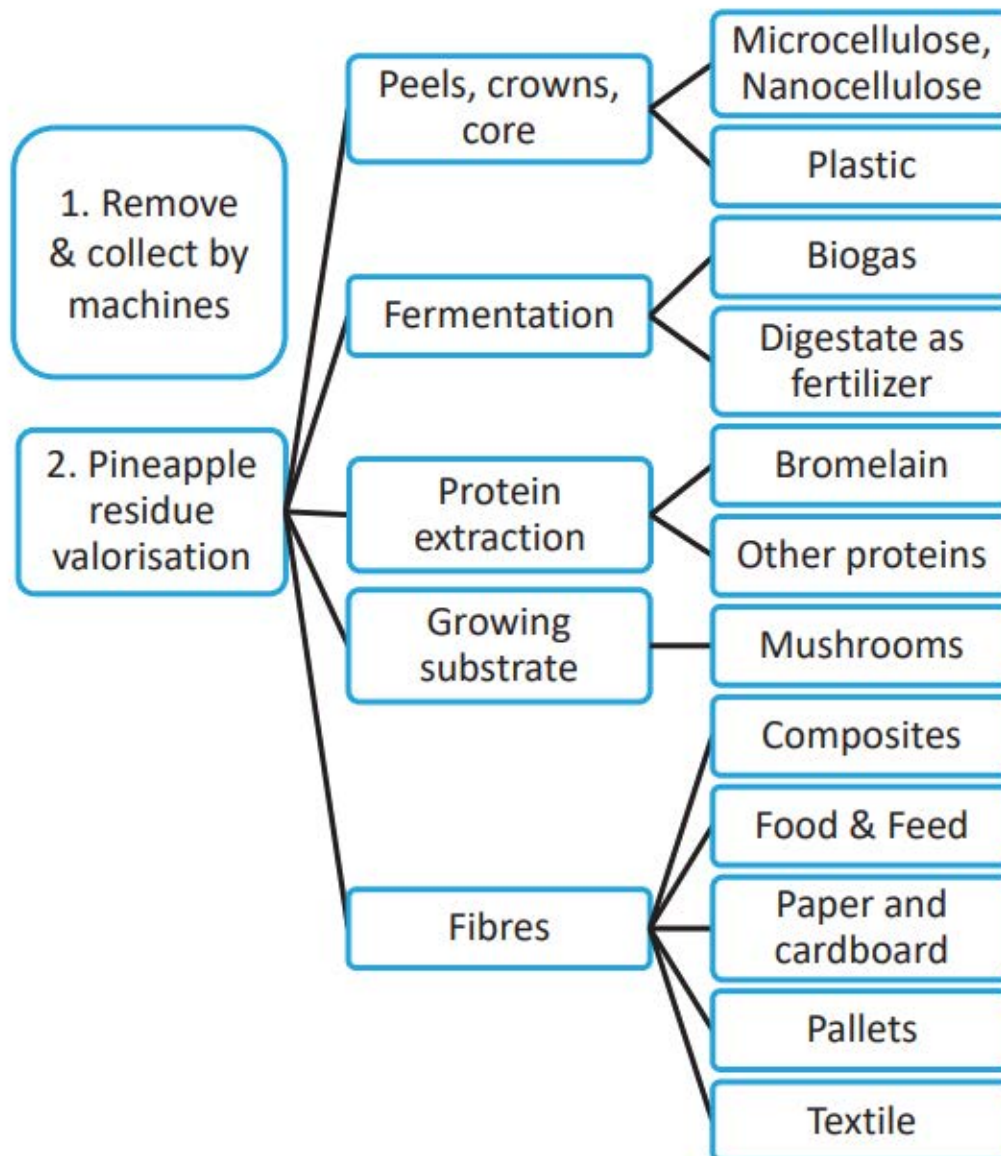 1. Remove
& collect by
machines
2. Pineapple
residue
valorisation
Peels, crowns,
core
Microcellulose,
Nanocellulose
Plastic
Fermentation
Biogas
Digestate as
fertilizer
Protein
extraction
Bromelain
Other proteins
Growing
substrate
Mushrooms
Fibres
Composites
Food & Feed
Paper and
cardboard
Pallets
Textile